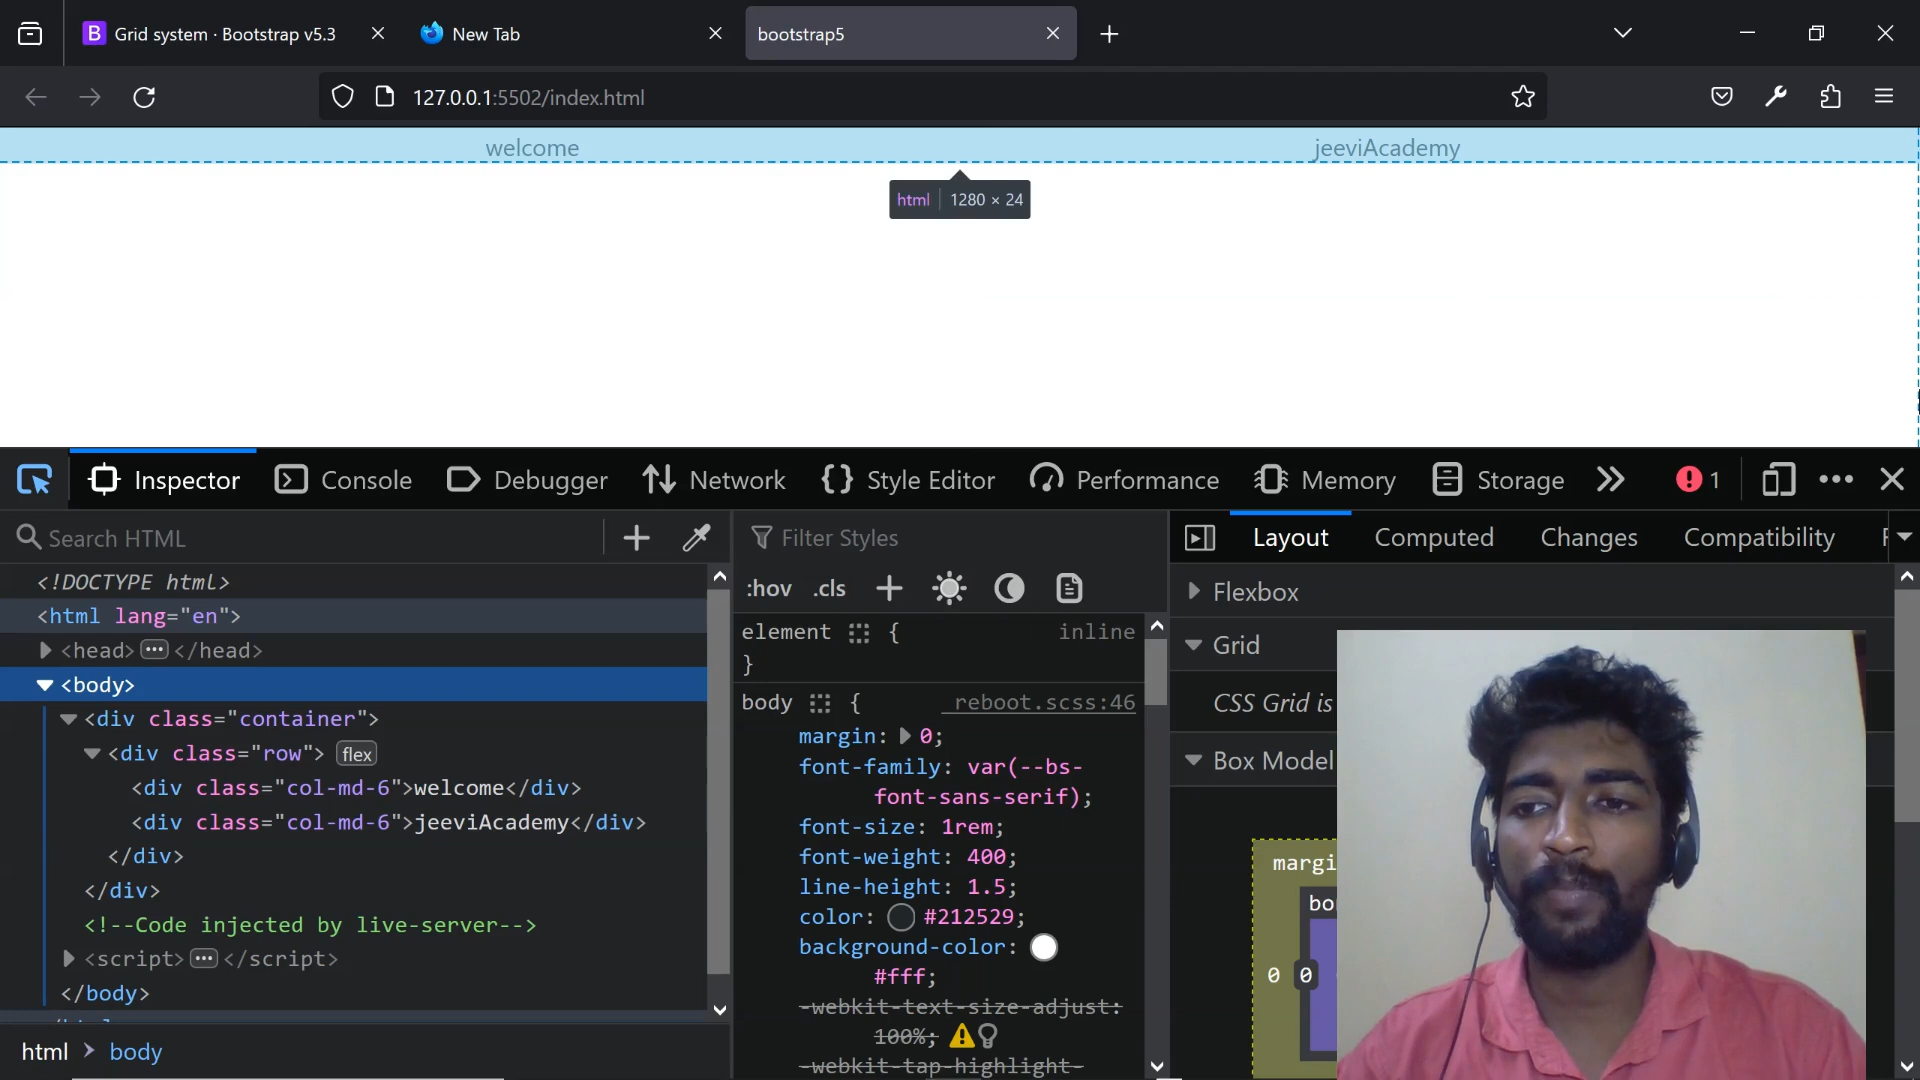 Grid system · Bootstrap v5.3
New Tab
bootstrap5
127.0.0.1:5502/index.html
welcome
jeeviAcademy
html 1280 × 24
Inspector
Console
Debugger
Network
Style Editor
Performance
Memory
Storage
1
Search HTML
<!DOCTYPE html>
<html lang="en">
<head> ••• </head>
<body>
<div class="container">
<div class="row"> flex
<div class="col-md-6">welcome</div>
<div class="col-md-6">jeeviAcademy</div>
</div>
</div>
<!--Code injected by live-server-->
<script> ••• </script>
</body>
html
body
Filter Styles
:hov .cls
element { inline
}
body { _reboot.scss:46
margin: 0;
font-family: var(--bs-
font-sans-serif);
font-size: 1rem;
font-weight: 400;
line-height: 1.5;
color: #212529;
background-color:
#fff;
-webkit-text-size-adjust:
100%;
-webkit-tap-highlight-
Layout
Computed
Changes
Compatibility
Flexbox
Grid
CSS Grid is
Box Model
margi
bo
0 0